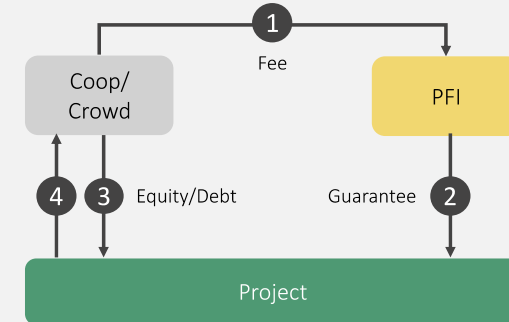 1
Fee
Coop/
Crowd
PFI
4
3
Equity/Debt
Guarantee
2
Project